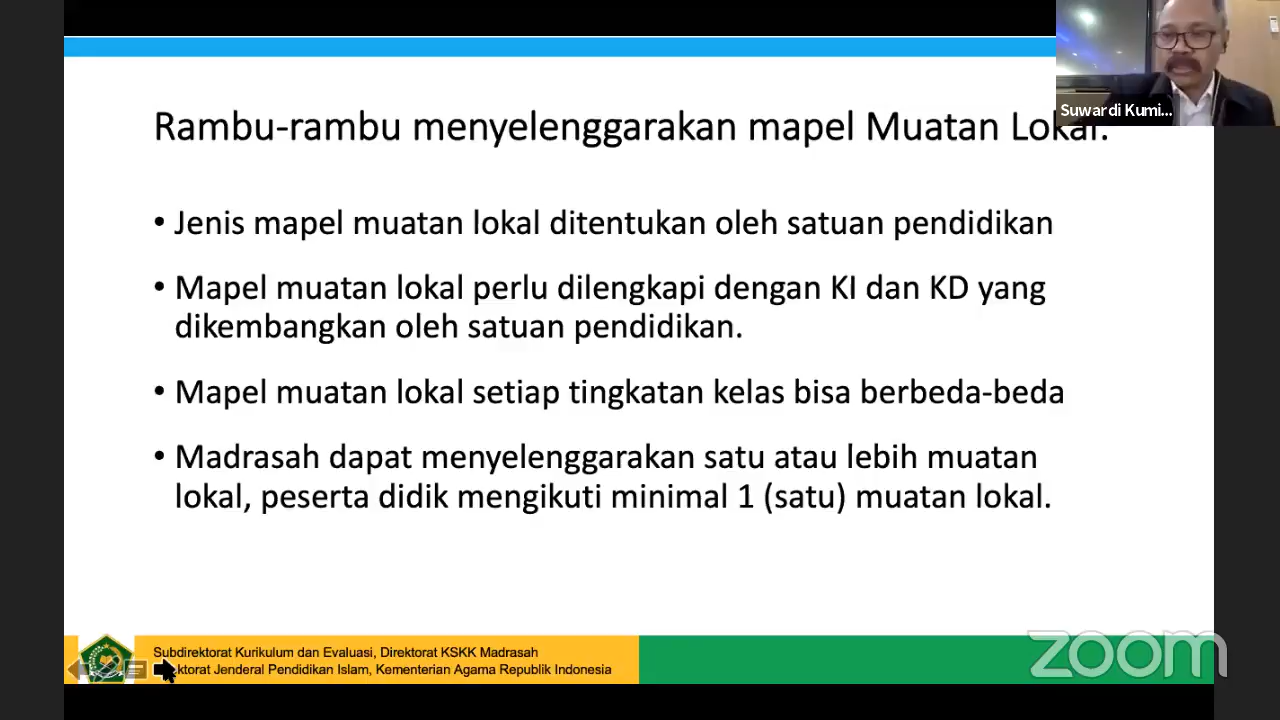 Rambu-rambu menyelenggarakan mapel Muatan Lokal:
Suwardi Kumi...
• Jenis mapel muatan lokal ditentukan oleh satuan pendidikan
• Mapel muatan lokal perlu dilengkapi dengan KI dan KD yang
dikembangkan oleh satuan pendidikan.
• Mapel muatan lokal setiap tingkatan kelas bisa berbeda-beda
• Madrasah dapat menyelenggarakan satu atau lebih muatan
lokal, peserta didik mengikuti minimal 1 (satu) muatan lokal.
Subdirektorat Kurikulum dan Evaluasi, Direktorat KSKK Madrasah
ktorat Jenderal Pendidikan Islam, Kementerian Agama Republik Indonesia
zoom